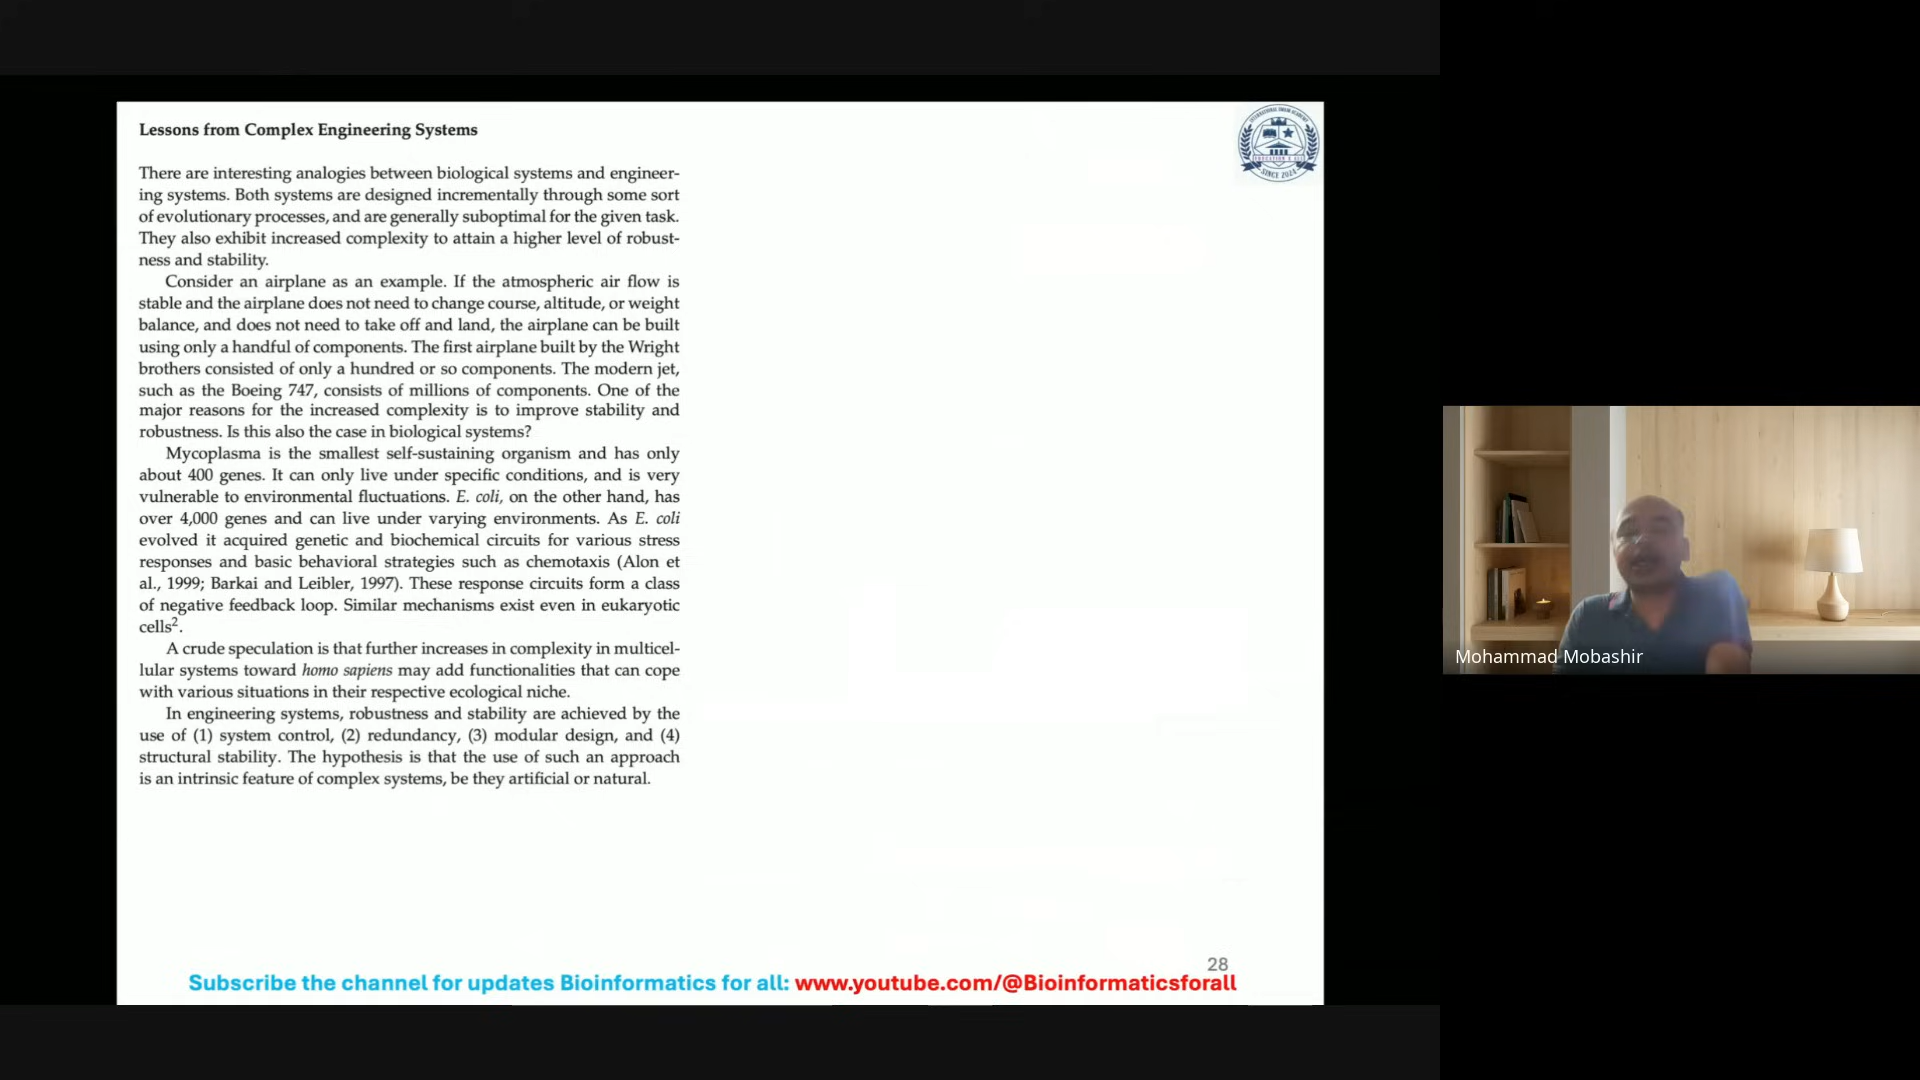 Lessons from Complex Engineering Systems
There are interesting analogies between biological systems and engineer-
ing systems. Both systems are designed incrementally through some sort
of evolutionary processes, and are generally suboptimal for the given task.
They also exhibit increased complexity to attain a higher level of robust-
ness and stability.
Consider an airplane as an example. If the atmospheric air flow is
stable and the airplane does not need to change course, altitude, or weight
balance, and does not need to take off and land, the airplane can be built
using only a handful of components. The first airplane built by the Wright
brothers consisted of only a hundred or so components. The modern jet,
such as the Boeing 747, consists of millions of components. One of the
major reasons for the increased complexity is to improve stability and
robustness. Is this also the case in biological systems?
Mycoplasma is the smallest self-sustaining organism and has only
about 400 genes. It can only live under specific conditions, and is very
vulnerable to environmental fluctuations. E. coli, on the other hand, has
over 4,000 genes and can live under varying environments. As E. coli
evolved it acquired genetic and biochemical circuits for various stress
responses and basic behavioral strategies such as chemotaxis (Alon et
al., 1999; Barkai and Leibler, 1997). These response circuits form a class
of negative feedback loop. Similar mechanisms exist even in eukaryotic
cells².
A crude speculation is that further increases in complexity in multicel-
lular systems toward homo sapiens may add functionalities that can cope
with various situations in their respective ecological niche.
In engineering systems, robustness and stability are achieved by the
use of (1) system control, (2) redundancy, (3) modular design, and (4)
structural stability. The hypothesis is that the use of such an approach
is an intrinsic feature of complex systems, be they artificial or natural.
SINCE 2024
Mohammad Mobashir
28
Subscribe the channel for updates Bioinformatics for all: www.youtube.com/@Bioinformaticsforall